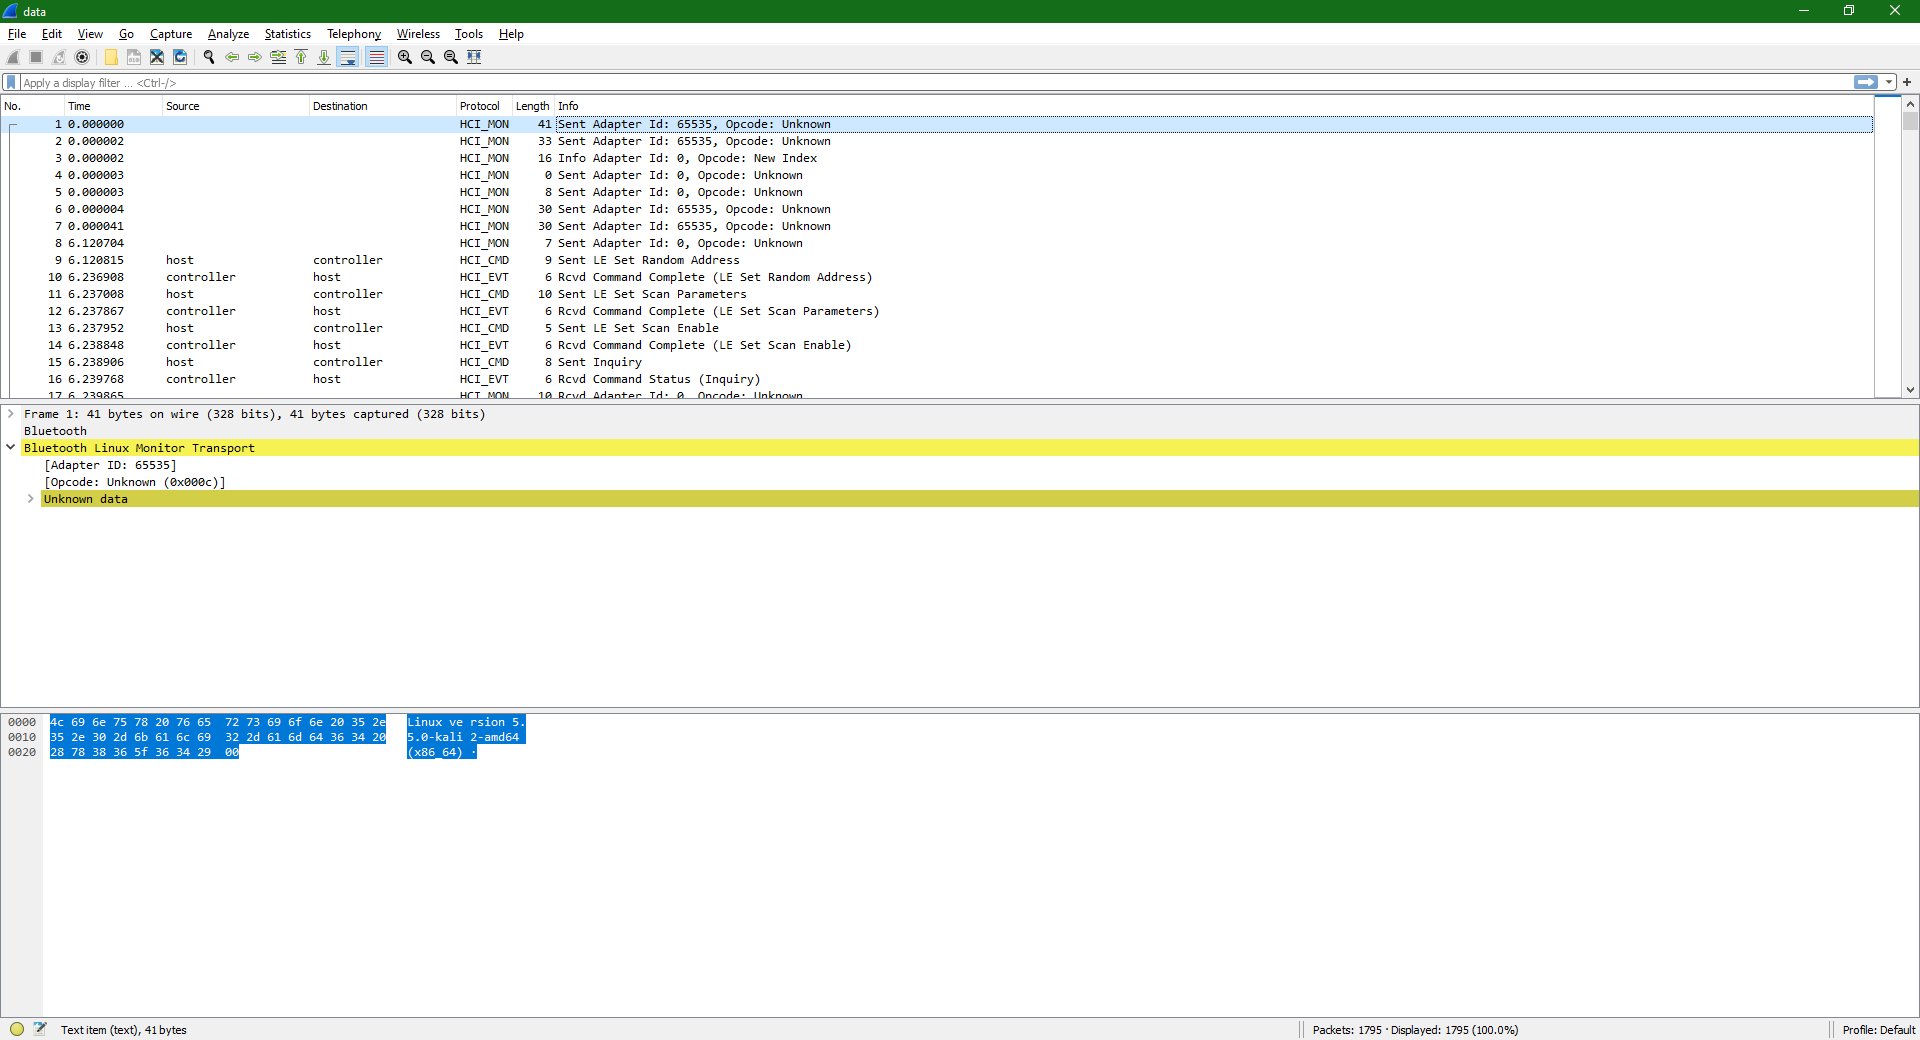 data
File Edit View Go Capture Analyze Statistics Telephony Wireless Tools Help
Apply a display filter ... <Ctrl-/>
No. Time Source Destination Protocol Length Info
1 0.000000 HCI_MON 41 Sent Adapter Id: 65535, Opcode: Unknown
2 0.000002 HCI_MON 33 Sent Adapter Id: 65535, Opcode: Unknown
3 0.000002 HCI_MON 16 Info Adapter Id: 0, Opcode: New Index
4 0.000003 HCI_MON 0 Sent Adapter Id: 0, Opcode: Unknown
5 0.000003 HCI_MON 8 Sent Adapter Id: 0, Opcode: Unknown
6 0.000004 HCI_MON 30 Sent Adapter Id: 65535, Opcode: Unknown
7 0.000041 HCI_MON 30 Sent Adapter Id: 65535, Opcode: Unknown
8 6.120704 HCI_MON 7 Sent Adapter Id: 0, Opcode: Unknown
9 6.120815 host controller HCI_CMD 9 Sent LE Set Random Address
10 6.236908 controller host HCI_EVT 6 Rcvd Command Complete (LE Set Random Address)
11 6.237008 host controller HCI_CMD 10 Sent LE Set Scan Parameters
12 6.237867 controller host HCI_EVT 6 Rcvd Command Complete (LE Set Scan Parameters)
13 6.237952 host controller HCI_CMD 5 Sent LE Set Scan Enable
14 6.238848 controller host HCI_EVT 6 Rcvd Command Complete (LE Set Scan Enable)
15 6.238906 host controller HCI_CMD 8 Sent Inquiry
16 6.239768 controller host HCI_EVT 6 Rcvd Command Status (Inquiry)
17 6.239865 HCI_MON 10 Rcvd Adapter Id: 0, Opcode: Unknown
Frame 1: 41 bytes on wire (328 bits), 41 bytes captured (328 bits)
Bluetooth
Bluetooth Linux Monitor Transport
[Adapter ID: 65535]
[Opcode: Unknown (0x000c)]
Unknown data
0000 4c 69 6e 75 78 20 76 65 72 73 69 6f 6e 20 35 2e Linux ve rsion 5.
0010 35 2e 30 2d 6b 61 6c 69 32 2d 61 6d 64 36 34 20 5.0-kali 2-amd64
0020 28 78 38 36 5f 36 34 29 00 (x86_64) ·
Text item (text), 41 bytes Packets: 1795 · Displayed: 1795 (100.0%) Profile: Default